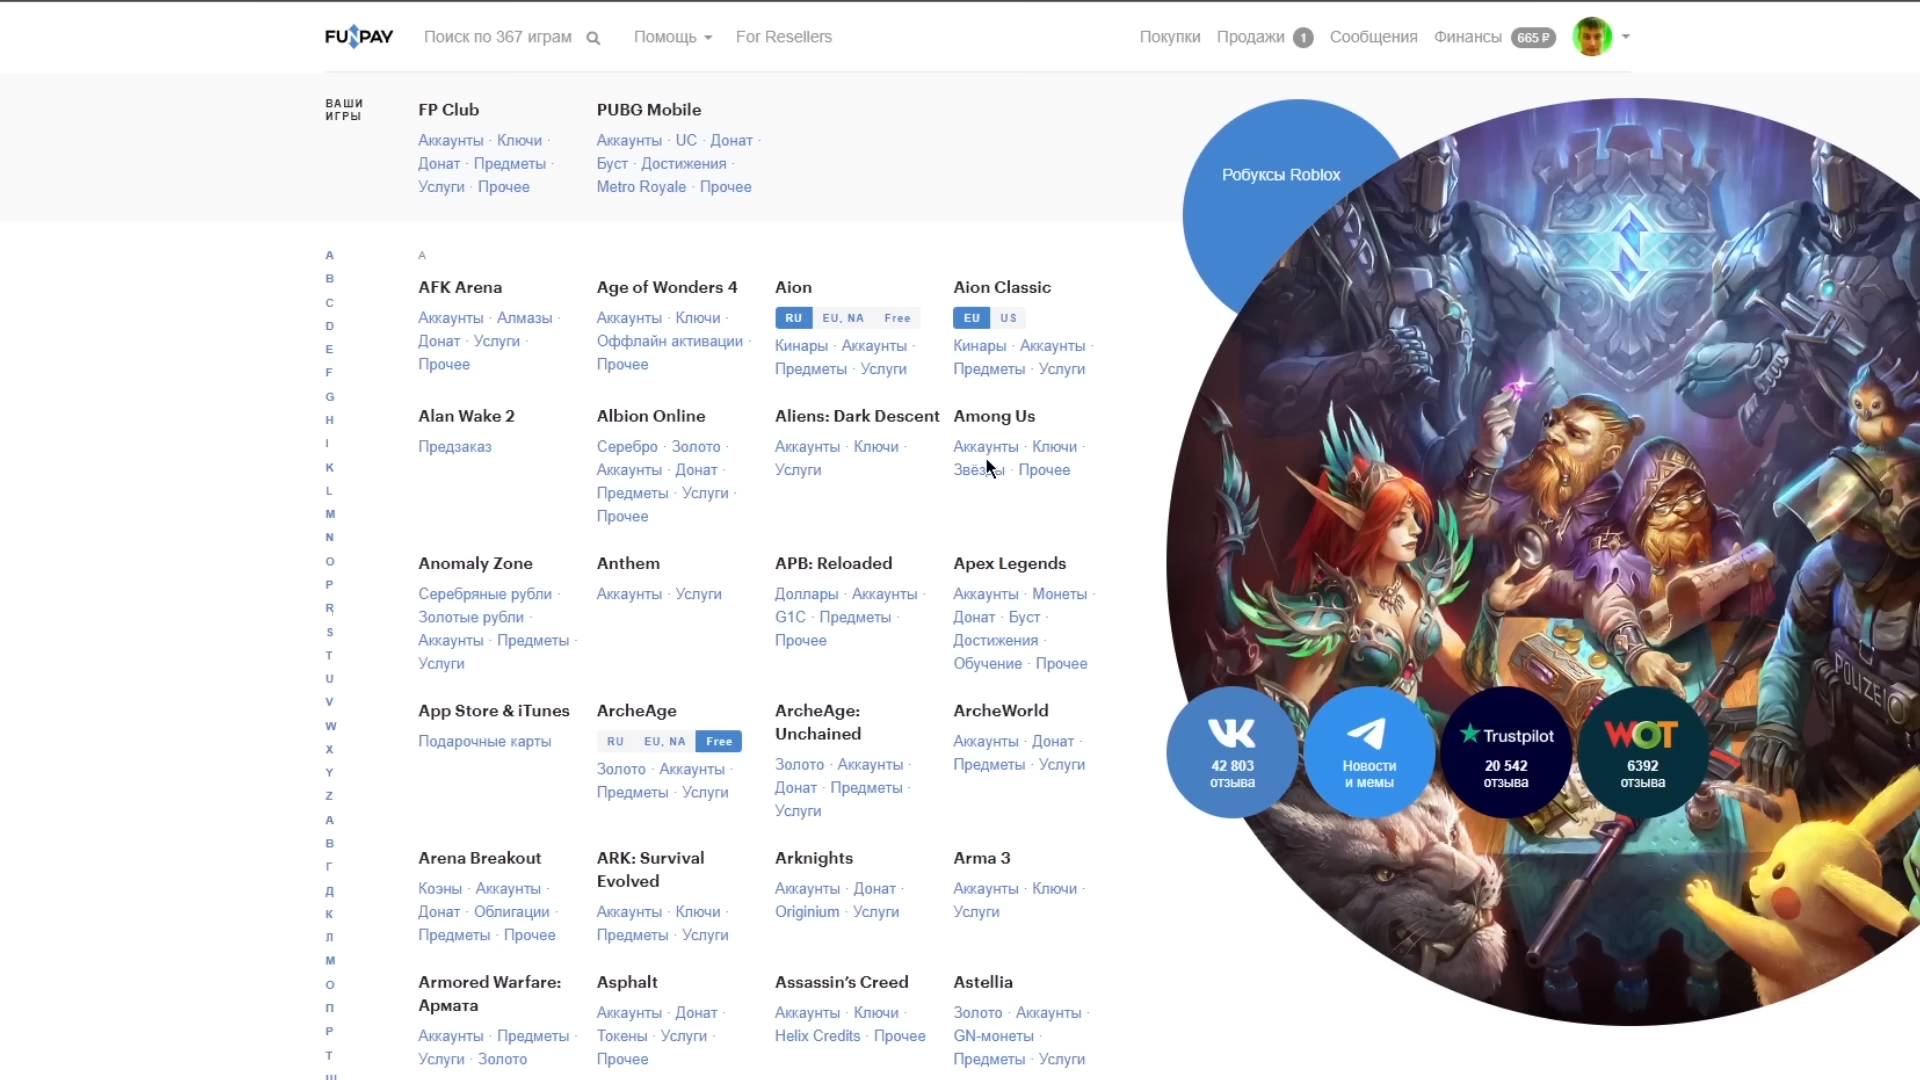 FUNPAY
Поиск по 367 играм
Помощь
For Resellers
Покупки
Продажи 1
Сообщения
Финансы 665 ₽
ВАШИ
ИГРЫ
FP Club
Аккаунты · Ключи ·
Донат · Предметы ·
Услуги · Прочее
PUBG Mobile
Аккаунты · UC · Донат ·
Буст · Достижения ·
Metro Royale · Прочее
Робуксы Roblox
A
B
C
D
E
F
G
H
I
K
L
M
N
O
P
R
S
T
U
V
W
X
Y
Z
А
В
Г
Д
К
Л
М
О
П
Р
Т
Ш
A
AFK Arena
Аккаунты · Алмазы ·
Донат · Услуги ·
Прочее
Age of Wonders 4
Аккаунты · Ключи ·
Оффлайн активации ·
Прочее
Aion
RU EU, NA Free
Кинары · Аккаунты ·
Предметы · Услуги
Aion Classic
EU US
Кинары · Аккаунты ·
Предметы · Услуги
Alan Wake 2
Предзаказ
Albion Online
Серебро · Золото ·
Аккаунты · Донат ·
Предметы · Услуги ·
Прочее
Aliens: Dark Descent
Аккаунты · Ключи ·
Услуги
Among Us
Аккаунты · Ключи ·
Звёзды · Прочее
Anomaly Zone
Серебряные рубли ·
Золотые рубли ·
Аккаунты · Предметы ·
Услуги
Anthem
Аккаунты · Услуги
APB: Reloaded
Доллары · Аккаунты ·
G1C · Предметы ·
Прочее
Apex Legends
Аккаунты · Монеты ·
Донат · Буст ·
Достижения ·
Обучение · Прочее
App Store & iTunes
Подарочные карты
ArcheAge
RU EU, NA Free
Золото · Аккаунты ·
Предметы · Услуги
ArcheAge:
Unchained
Золото · Аккаунты ·
Донат · Предметы ·
Услуги
ArcheWorld
Аккаунты · Донат ·
Предметы · Услуги
Arena Breakout
Коэны · Аккаунты ·
Донат · Облигации ·
Предметы · Прочее
ARK: Survival
Evolved
Аккаунты · Ключи ·
Предметы · Услуги
Arknights
Аккаунты · Донат ·
Originium · Услуги
Arma 3
Аккаунты · Ключи ·
Услуги
Armored Warfare:
Армата
Аккаунты · Предметы ·
Услуги · Золото
Asphalt
Аккаунты · Донат ·
Токены · Услуги ·
Прочее
Assassin’s Creed
Аккаунты · Ключи ·
Helix Credits · Прочее
Astellia
Золото · Аккаунты ·
GN-монеты ·
Предметы · Услуги
POLIZEI
42 803
отзыва
Новости
и мемы
Trustpilot
20 542
отзыва
WOT
6392
отзыва